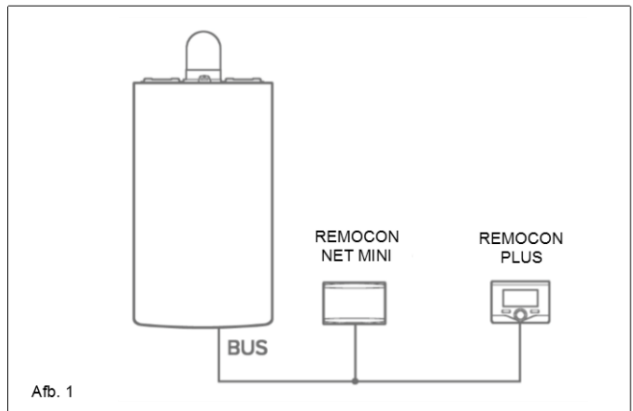 REMOCON
NET MINI
REMOCON
PLUS
BUS
Afb. 1